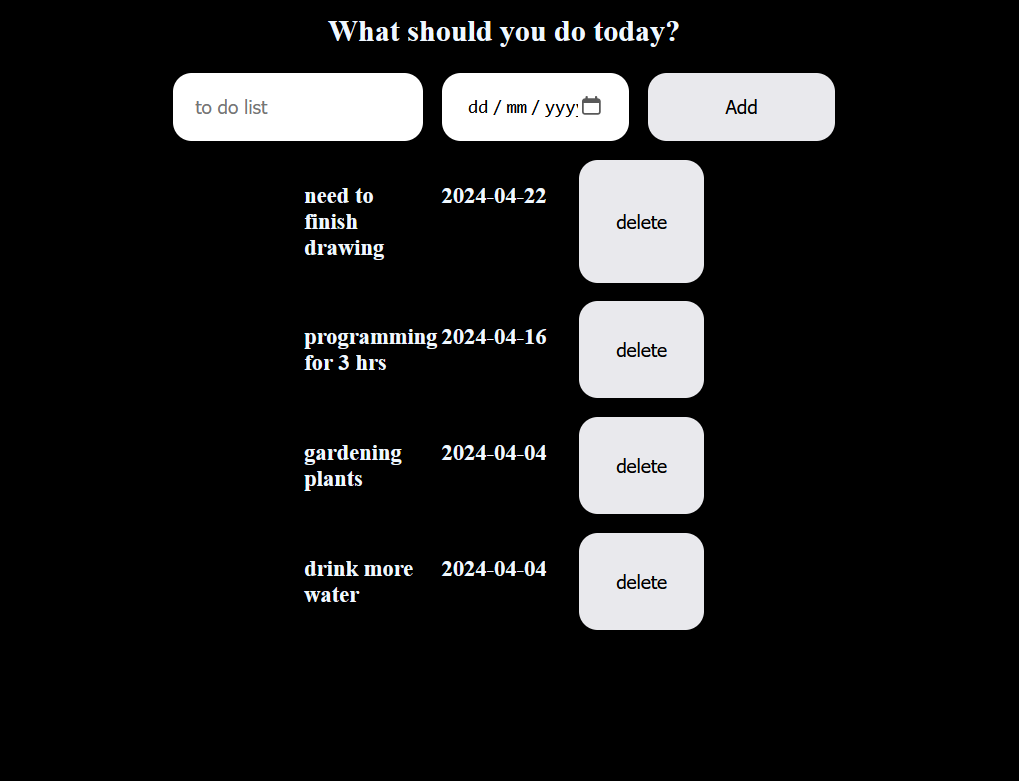 What should you do today?
to do list
dd / mm / yyyy
Add
need to
finish
drawing
2024-04-22
delete
programming
for 3 hrs
2024-04-16
delete
gardening
plants
2024-04-04
delete
drink more
water
2024-04-04
delete